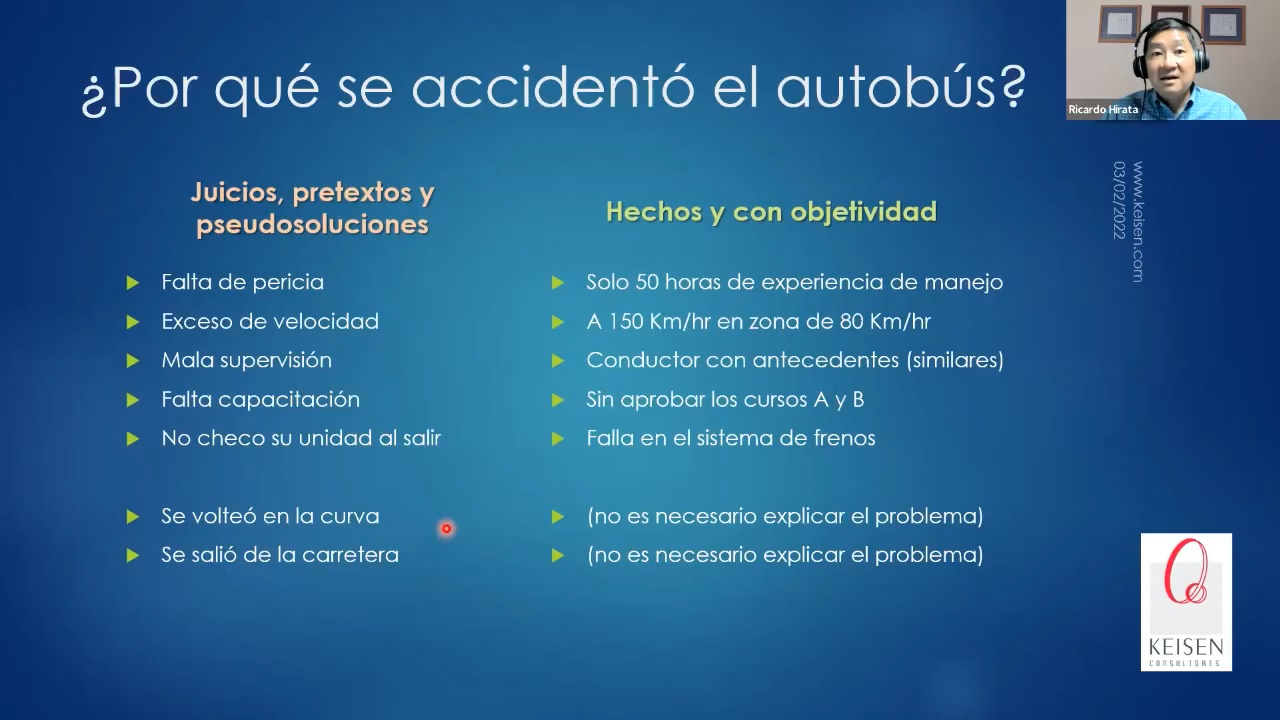 ¿Por qué se accidentó el autobús?
Ricardo Hirata
www.keisen.com
03/02/2022
Juicios, pretextos y
pseudosoluciones
Falta de pericia
Exceso de velocidad
Mala supervisión
Falta capacitación
No checo su unidad al salir
Se volteó en la curva
Se salió de la carretera
Hechos y con objetividad
Solo 50 horas de experiencia de manejo
A 150 Km/hr en zona de 80 Km/hr
Conductor con antecedentes (similares)
Sin aprobar los cursos A y B
Falla en el sistema de frenos
(no es necesario explicar el problema)
(no es necesario explicar el problema)
KEISEN
CONSULTORES